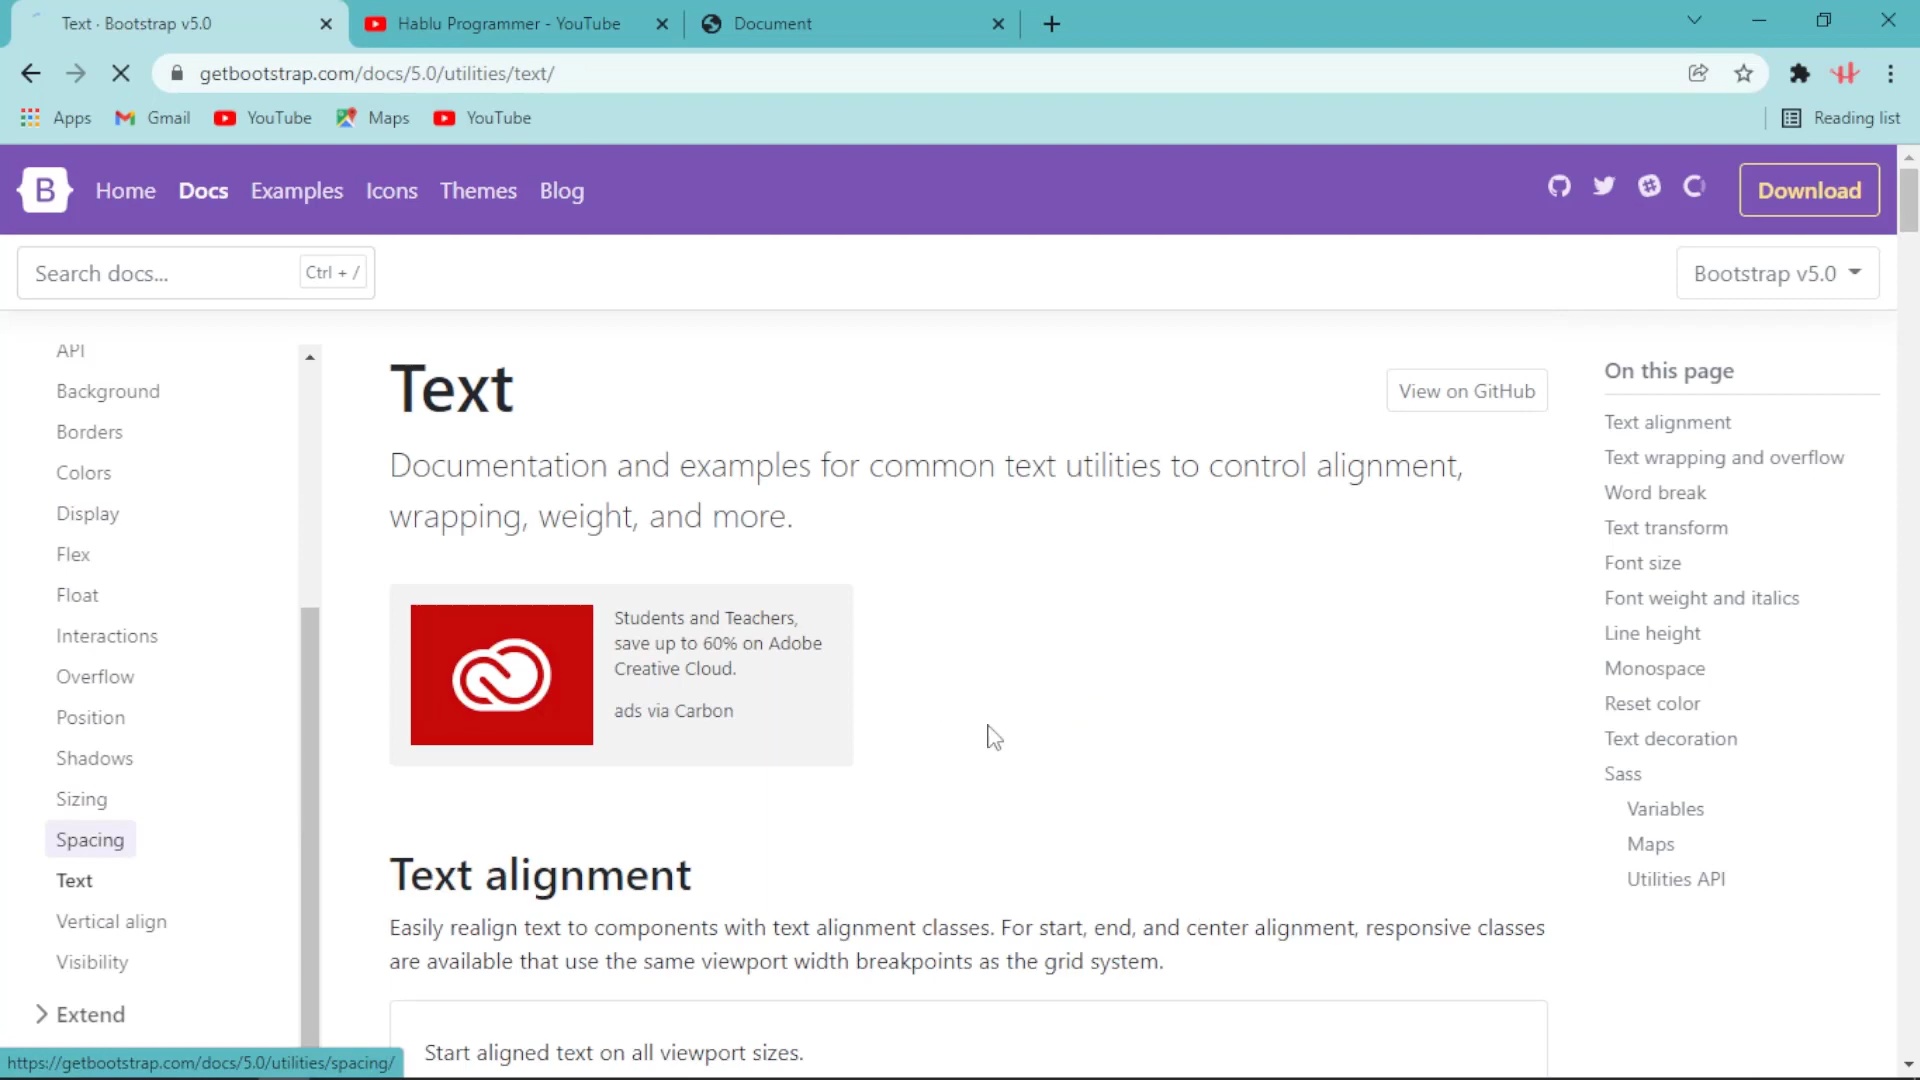 Text · Bootstrap v5.0
Hablu Programmer - YouTube
Document
getbootstrap.com/docs/5.0/utilities/text/
Apps
Gmail
YouTube
Maps
YouTube
Reading list
B
Home
Docs
Examples
Icons
Themes
Blog
Download
Search docs...
Ctrl + /
Bootstrap v5.0
API
Background
Borders
Colors
Display
Flex
Float
Interactions
Overflow
Position
Shadows
Sizing
Spacing
Text
Vertical align
Visibility
Extend
https://getbootstrap.com/docs/5.0/utilities/spacing/
Text
View on GitHub
Documentation and examples for common text utilities to control alignment,
wrapping, weight, and more.
Students and Teachers,
save up to 60% on Adobe
Creative Cloud.
ads via Carbon
Text alignment
Easily realign text to components with text alignment classes. For start, end, and center alignment, responsive classes
are available that use the same viewport width breakpoints as the grid system.
Start aligned text on all viewport sizes.
On this page
Text alignment
Text wrapping and overflow
Word break
Text transform
Font size
Font weight and italics
Line height
Monospace
Reset color
Text decoration
Sass
Variables
Maps
Utilities API